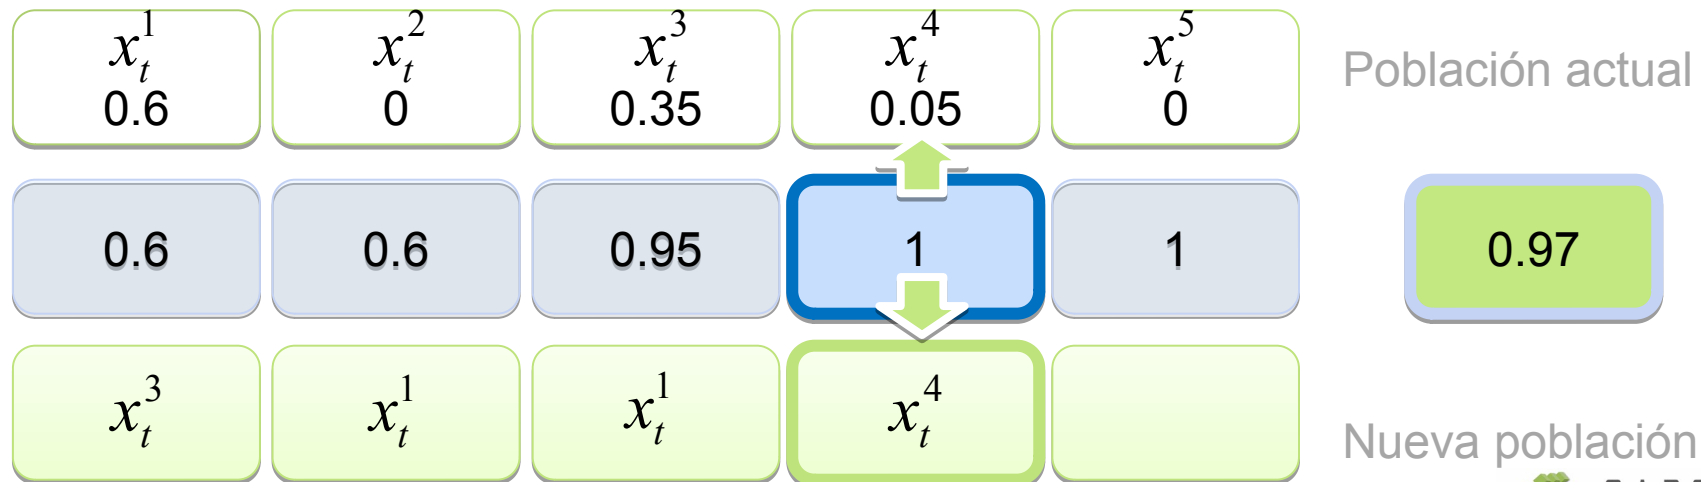 x_t^1 x_t^2 x_t^3 x_t^4 x_t^5 Población actual
0.6 0 0.35 0.05 0
0.6 0.6 0.95 1 1 0.97
x_t^3 x_t^1 x_t^1 x_t^4 Nueva población